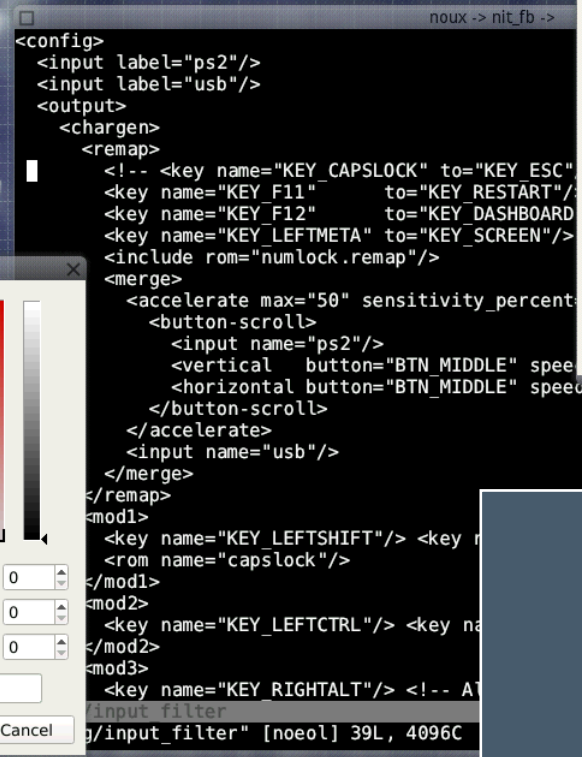 noux -> nit_fb ->
<config>
<input label="ps2"/>
<input label="usb"/>
<output>
<chargen>
<remap>
<!-- <key name="KEY_CAPSLOCK" to="KEY_ESC"/
<key name="KEY_F11"      to="KEY_RESTART"/
<key name="KEY_F12"      to="KEY_DASHBOARD
<key name="KEY_LEFTMETA" to="KEY_SCREEN"/>
<include rom="numlock.remap"/>
<merge>
<accelerate max="50" sensitivity_percent=
<button-scroll>
<input name="ps2"/>
<vertical   button="BTN_MIDDLE" spee
<horizontal button="BTN_MIDDLE" speed
</button-scroll>
</accelerate>
<input name="usb"/>
</merge>
</remap>
<mod1>
<key name="KEY_LEFTSHIFT"/> <key n
<rom name="capslock"/>
</mod1>
<mod2>
<key name="KEY_LEFTCTRL"/> <key na
</mod2>
<mod3>
<key name="KEY_RIGHTALT"/> <!-- Al
/input_filter
g/input_filter" [noeol] 39L, 4096C
0
0
0
Cancel